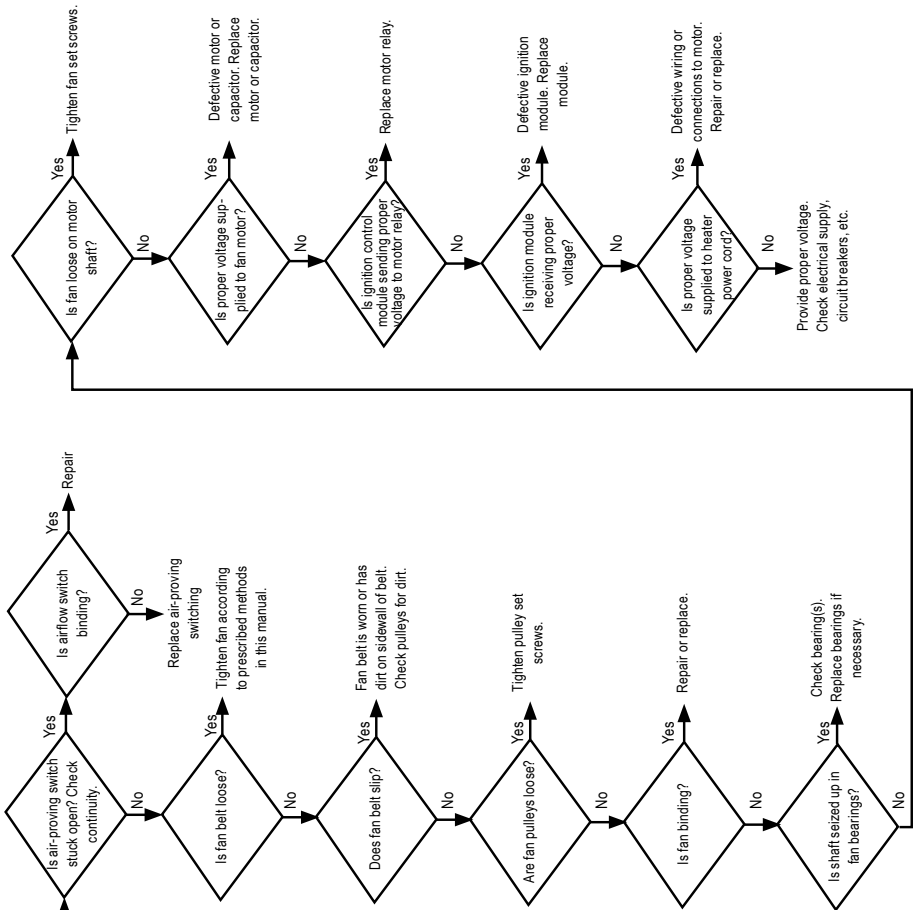 Is air-proving switch
stuck open? Check
continuity.
Yes
No
Is airflow switch
binding?
Yes
Repair
No
Replace air-proving
switching
Is fan belt loose?
Yes
Tighten fan according
to prescribed methods
in this manual.
No
Does fan belt slip?
Yes
Fan belt is worn or has
dirt on sidewall of belt.
Check pulleys for dirt.
No
Are fan pulleys loose?
Yes
Tighten pulley set
screws.
No
Is fan binding?
Yes
Repair or replace.
No
Is shaft seized up in
fan bearings?
Yes
Check bearing(s).
Replace bearings if
necessary.
No
Is fan loose on motor
shaft?
Yes
Tighten fan set screws.
No
Is proper voltage sup-
plied to fan motor?
Yes
Defective motor or
capacitor. Replace
motor or capacitor.
No
Is ignition control
module sending proper
voltage to motor relay?
Yes
Replace motor relay.
No
Is ignition module
receiving proper
voltage?
Yes
Defective ignition
module. Replace
module.
No
Is proper voltage
supplied to heater
power cord?
Yes
Defective wiring or
connections to motor.
Repair or replace.
No
Provide proper voltage.
Check electrical supply,
circuit breakers, etc.